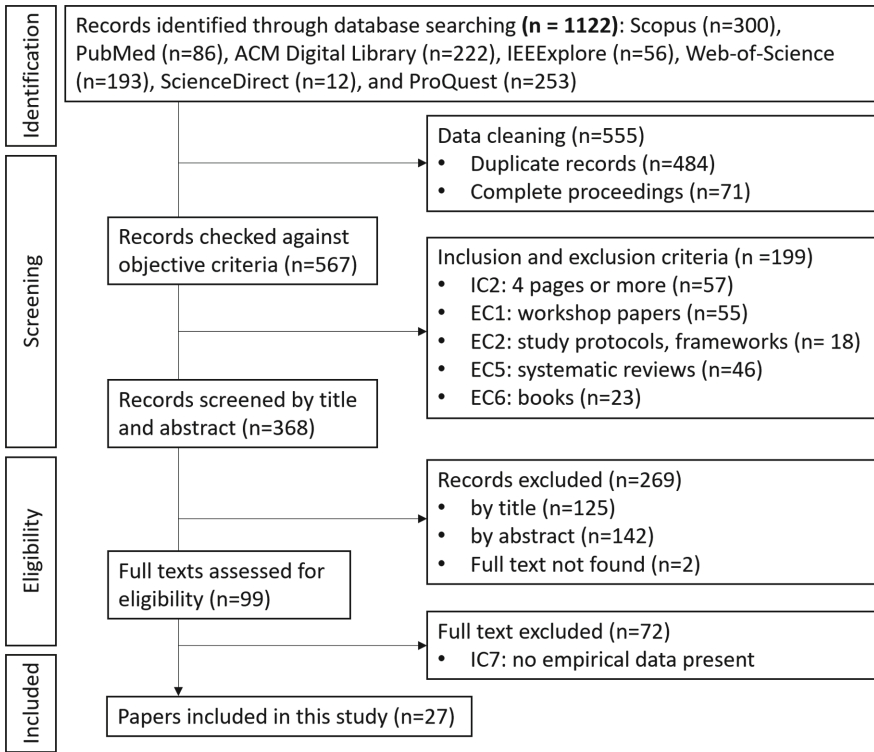 Identification
Records identified through database searching (n = 1122): Scopus (n=300),
PubMed (n=86), ACM Digital Library (n=222), IEEExplore (n=56), Web-of-Science
(n=193), ScienceDirect (n=12), and ProQuest (n=253)
Screening
Data cleaning (n=555)
• Duplicate records (n=484)
• Complete proceedings (n=71)
Records checked against
objective criteria (n=567)
Inclusion and exclusion criteria (n =199)
• IC2: 4 pages or more (n=57)
• EC1: workshop papers (n=55)
• EC2: study protocols, frameworks (n= 18)
• EC5: systematic reviews (n=46)
• EC6: books (n=23)
Records screened by title
and abstract (n=368)
Eligibility
Records excluded (n=269)
• by title (n=125)
• by abstract (n=142)
• Full text not found (n=2)
Full texts assessed for
eligibility (n=99)
Full text excluded (n=72)
• IC7: no empirical data present
Included
Papers included in this study (n=27)